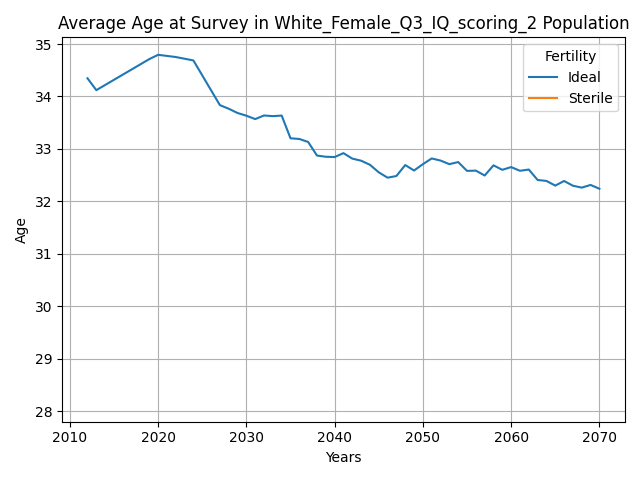 Average Age at Survey in White_Female_Q3_IQ_scoring_2 Population
Fertility
Ideal
Sterile
Age
35
34
33
32
31
30
29
28
2010 2020 2030 2040 2050 2060 2070
Years